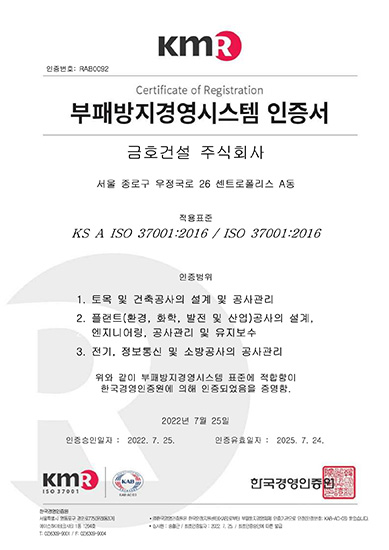 KMR
인증번호: RAB0092
Certificate of Registration
부패방지경영시스템 인증서
금호건설 주식회사
서울 종로구 우정국로 26 센트로폴리스 A동
적용표준
KS A ISO 37001:2016 / ISO 37001:2016
인증범위
1. 토목 및 건축공사의 설계 및 공사관리
2. 플랜트(환경, 화학, 발전 및 산업)공사의 설계,
엔지니어링, 공사관리 및 유지보수
3. 전기, 정보통신 및 소방공사의 공사관리
위와 같이 부패방지경영시스템 표준에 적합함이
한국경영인증원에 의해 인증되었음을 증명함.
2022년 7월 25일
인증승인일자 : 2022. 7. 25.
인증유효일자 : 2025. 7. 24.
KMR
ISO 37001
KAB
한국경영인증원
한국경영인증원